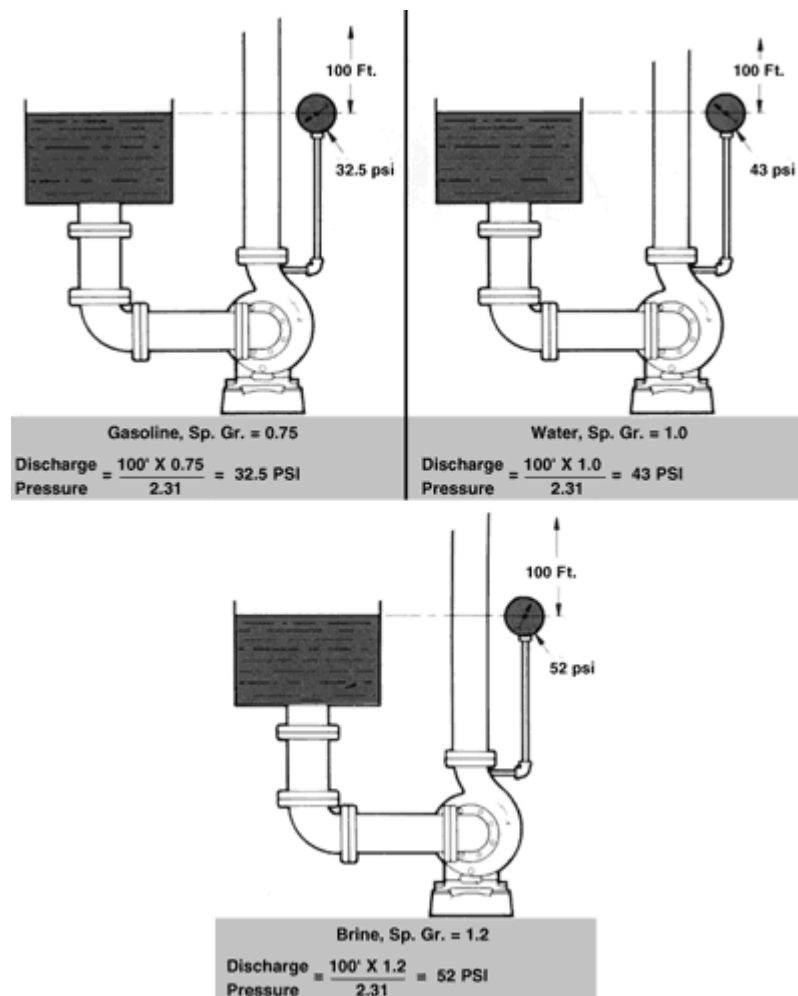 100 Ft.
32.5 psi
Gasoline, Sp. Gr. = 0.75
Discharge Pressure = 100' X 0.75 / 2.31 = 32.5 PSI
100 Ft.
43 psi
Water, Sp. Gr. = 1.0
Discharge Pressure = 100' X 1.0 / 2.31 = 43 PSI
100 Ft.
52 psi
Brine, Sp. Gr. = 1.2
Discharge Pressure = 100' X 1.2 / 2.31 = 52 PSI